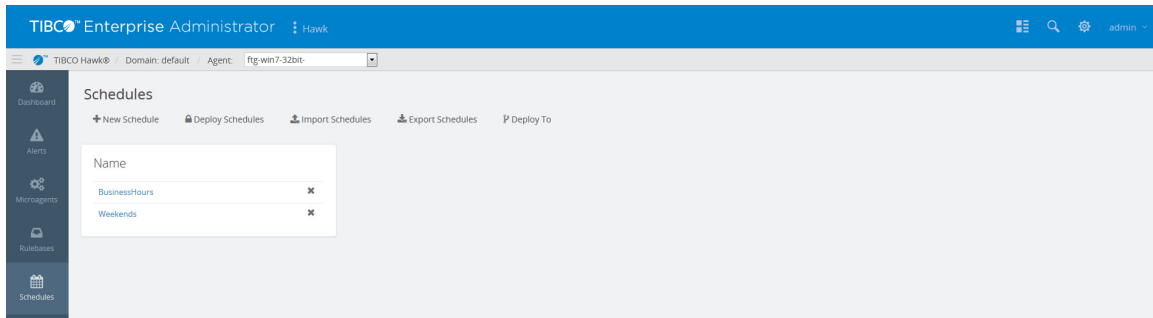 TIBCO™ Enterprise Administrator Hawk admin
TIBCO Hawk® / Domain: default / Agent: ftg-win7-32bit-
Dashboard
Alerts
Microagents
Rulebases
Schedules
Schedules
New Schedule Deploy Schedules Import Schedules Export Schedules Deploy To
Name
BusinessHours
Weekends